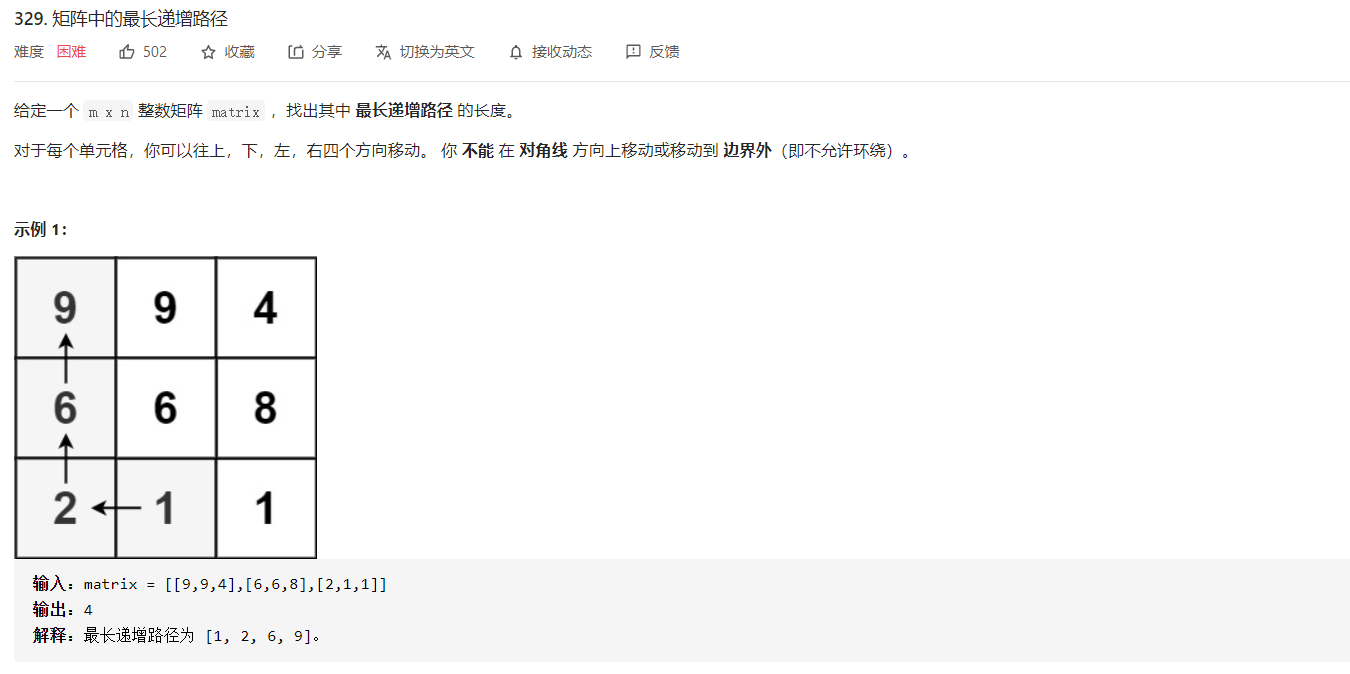 329. 矩阵中的最长递增路径
难度 困难 502 收藏 分享 切换为英文 接收动态 反馈
给定一个 m x n 整数矩阵 matrix ，找出其中 最长递增路径 的长度。
对于每个单元格，你可以往上，下，左，右四个方向移动。 你 不能 在 对角线 方向上移动或移动到 边界外（即不允许环绕）。
示例 1：
9 9 4
6 6 8
2 1 1
输入：matrix = [[9,9,4],[6,6,8],[2,1,1]]
输出：4
解释：最长递增路径为 [1, 2, 6, 9]。